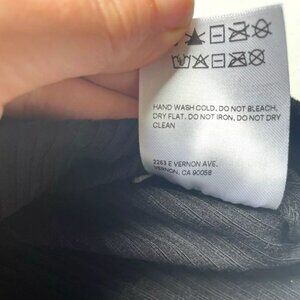 HAND WASH COLD. DO NOT BLEACH.
DRY FLAT. DO NOT IRON. DO NOT DRY
CLEAN
2263 E VERNON AVE.
VERNON, CA 90058